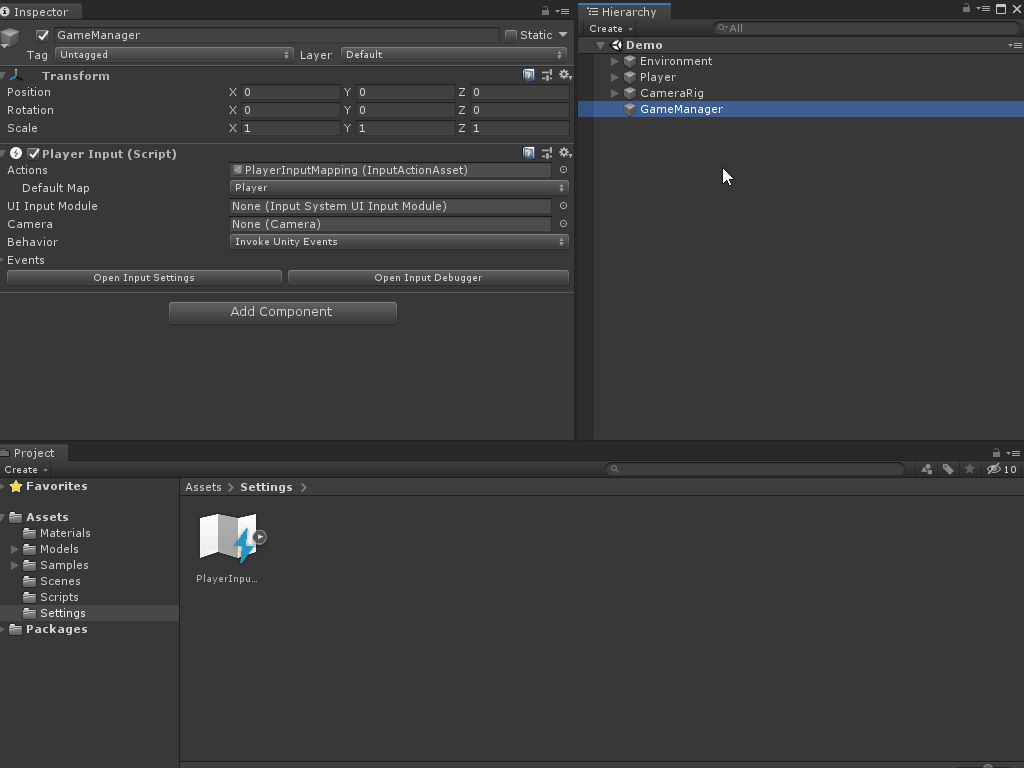 Inspector
GameManager
Static
Tag
Untagged
Layer
Default
Transform
Position X 0 Y 0 Z 0
Rotation X 0 Y 0 Z 0
Scale X 1 Y 1 Z 1
Player Input (Script)
Actions PlayerInputMapping (InputActionAsset)
Default Map Player
UI Input Module None (Input System UI Input Module)
Camera None (Camera)
Behavior Invoke Unity Events
Events
Open Input Settings
Open Input Debugger
Add Component
Hierarchy
Create
All
Demo
Environment
Player
CameraRig
GameManager
Project
Create
10
Favorites
Assets
Materials
Models
Samples
Scenes
Scripts
Settings
Packages
Assets Settings
PlayerInpu...